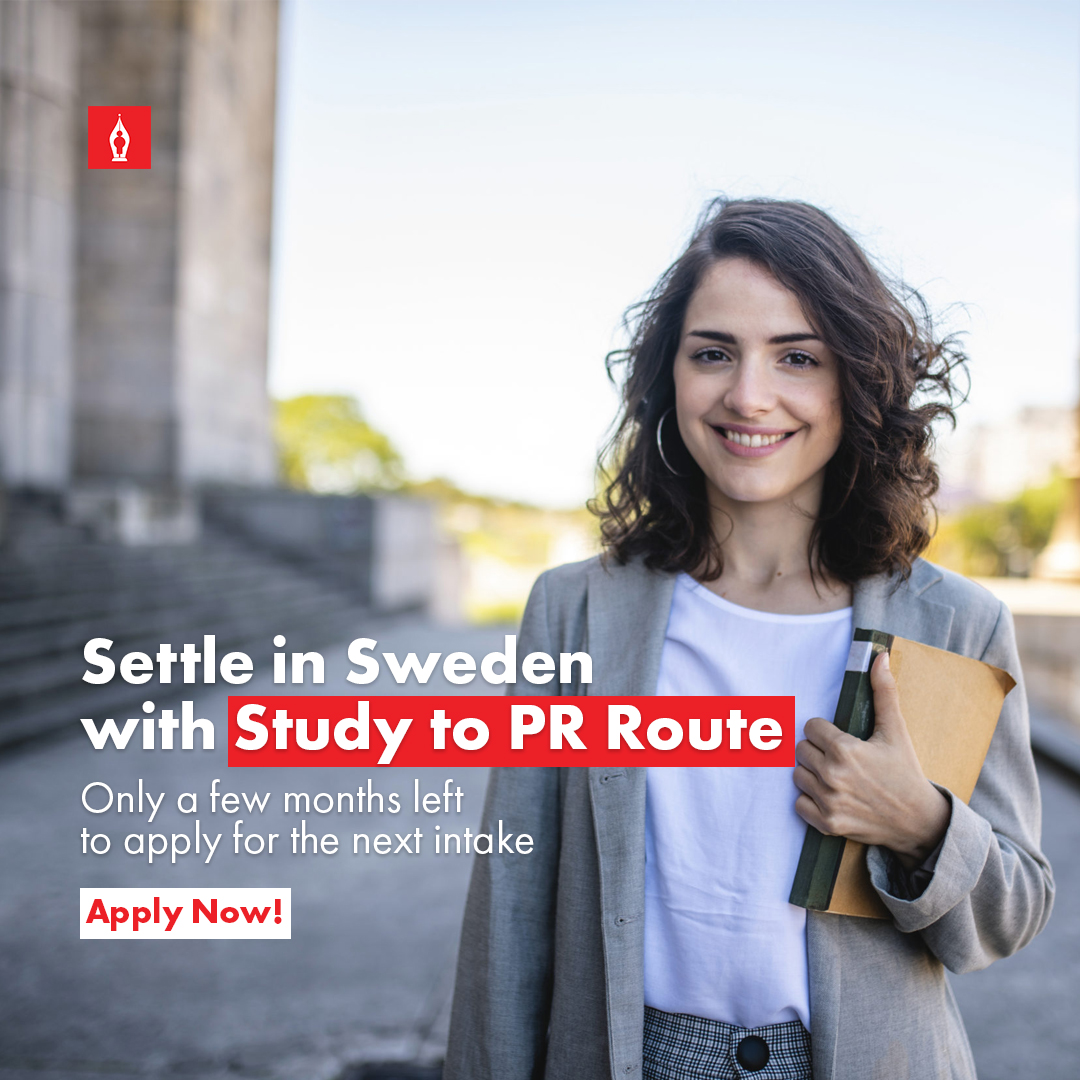 Settle in Sweden
with Study to PR Route
Only a few months left
to apply for the next intake
Apply Now!